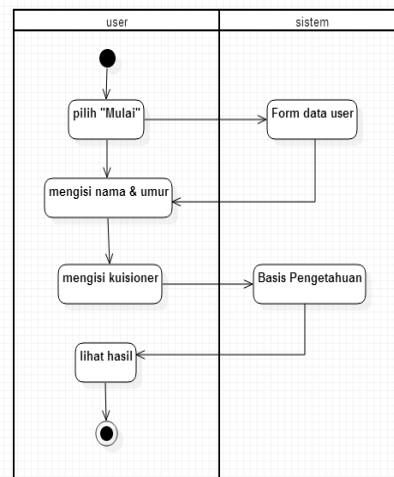 user
sistem
pilih "Mulai"
Form data user
mengisi nama & umur
mengisi kuisioner
Basis Pengetahuan
lihat hasil